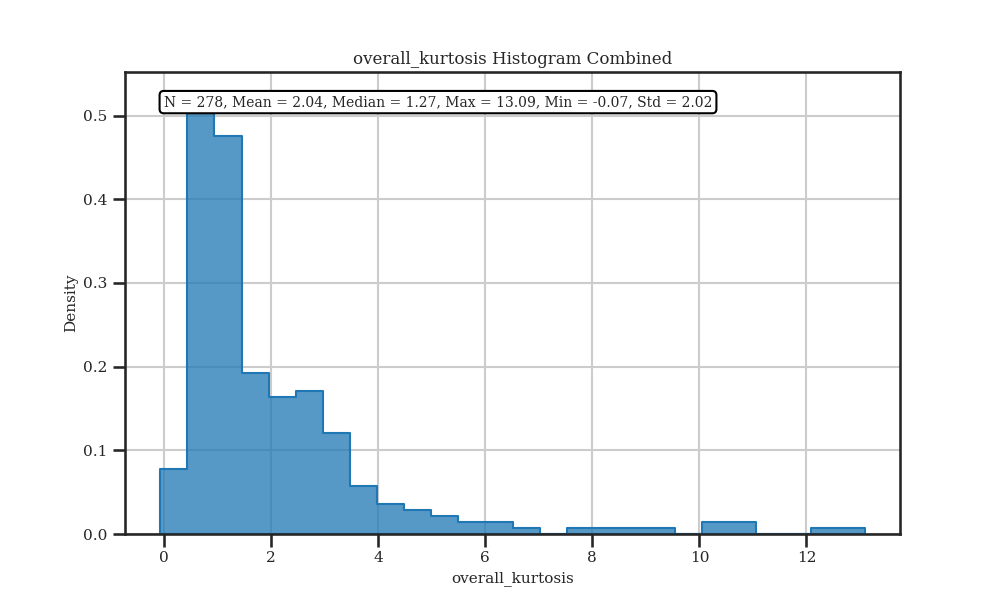 overall_kurtosis Histogram Combined
N = 278, Mean = 2.04, Median = 1.27, Max = 13.09, Min = -0.07, Std = 2.02
0.5
0.4
0.3
0.2
0.1
0.0
Density
0 2 4 6 8 10 12
overall_kurtosis